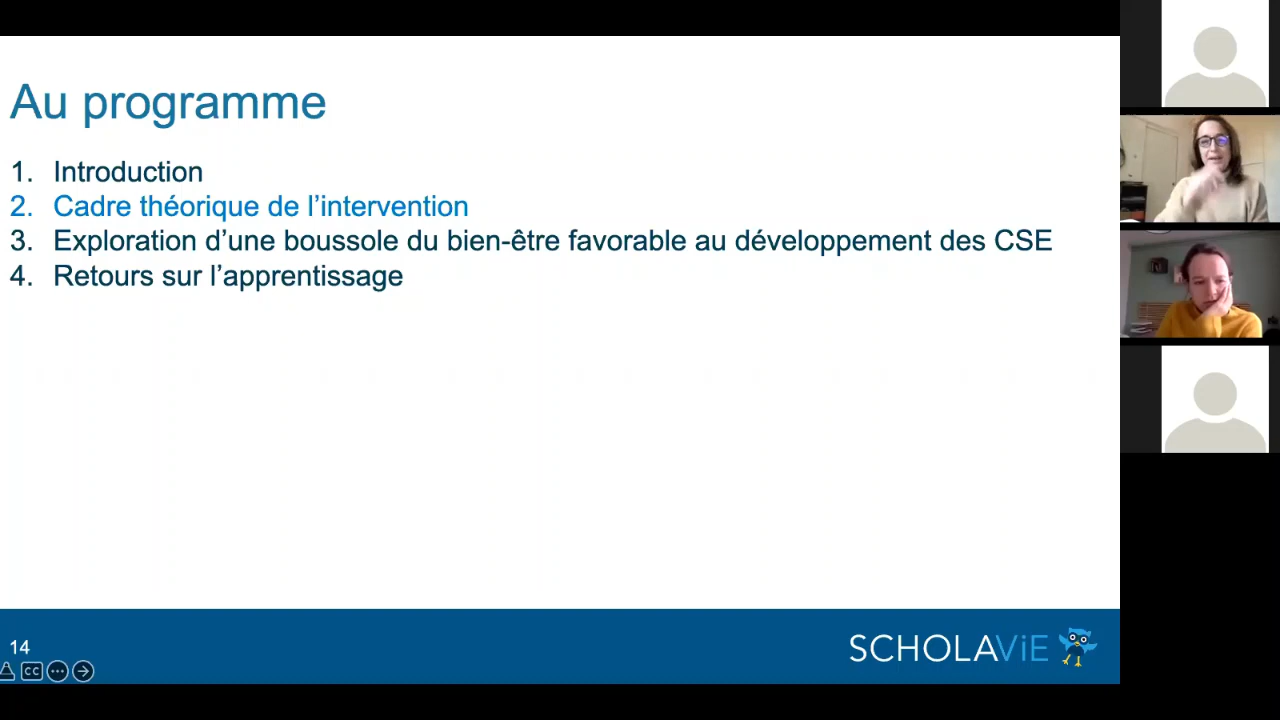 Au programme
1. Introduction
2. Cadre théorique de l’intervention
3. Exploration d’une boussole du bien-être favorable au développement des CSE
4. Retours sur l’apprentissage
14
CC
SCHOLAViE